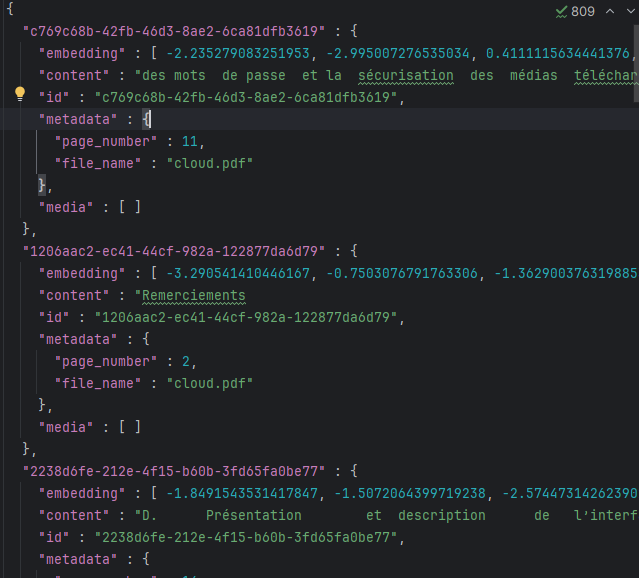 {
809
"c769c68b-42fb-46d3-8ae2-6ca81dfb3619" : {
"embedding" : [ -2.235279083251953, -2.995007276535034, 0.4111115634441376,
"content" : "des mots de passe et la sécurisation des médias téléchar
"id" : "c769c68b-42fb-46d3-8ae2-6ca81dfb3619",
"metadata" : {
"page_number" : 11,
"file_name" : "cloud.pdf"
},
"media" : [ ]
},
"1206aac2-ec41-44cf-982a-122877da6d79" : {
"embedding" : [ -3.290541410446167, -0.7503076791763306, -1.362900376319885
"content" : "Remerciements
"id" : "1206aac2-ec41-44cf-982a-122877da6d79",
"metadata" : {
"page_number" : 2,
"file_name" : "cloud.pdf"
},
"media" : [ ]
},
"2238d6fe-212e-4f15-b60b-3fd65fa0be77" : {
"embedding" : [ -1.8491543531417847, -1.5072064399719238, -2.57447314262390
"content" : "D. Présentation et description de l'interf
"id" : "2238d6fe-212e-4f15-b60b-3fd65fa0be77",
"metadata" : {